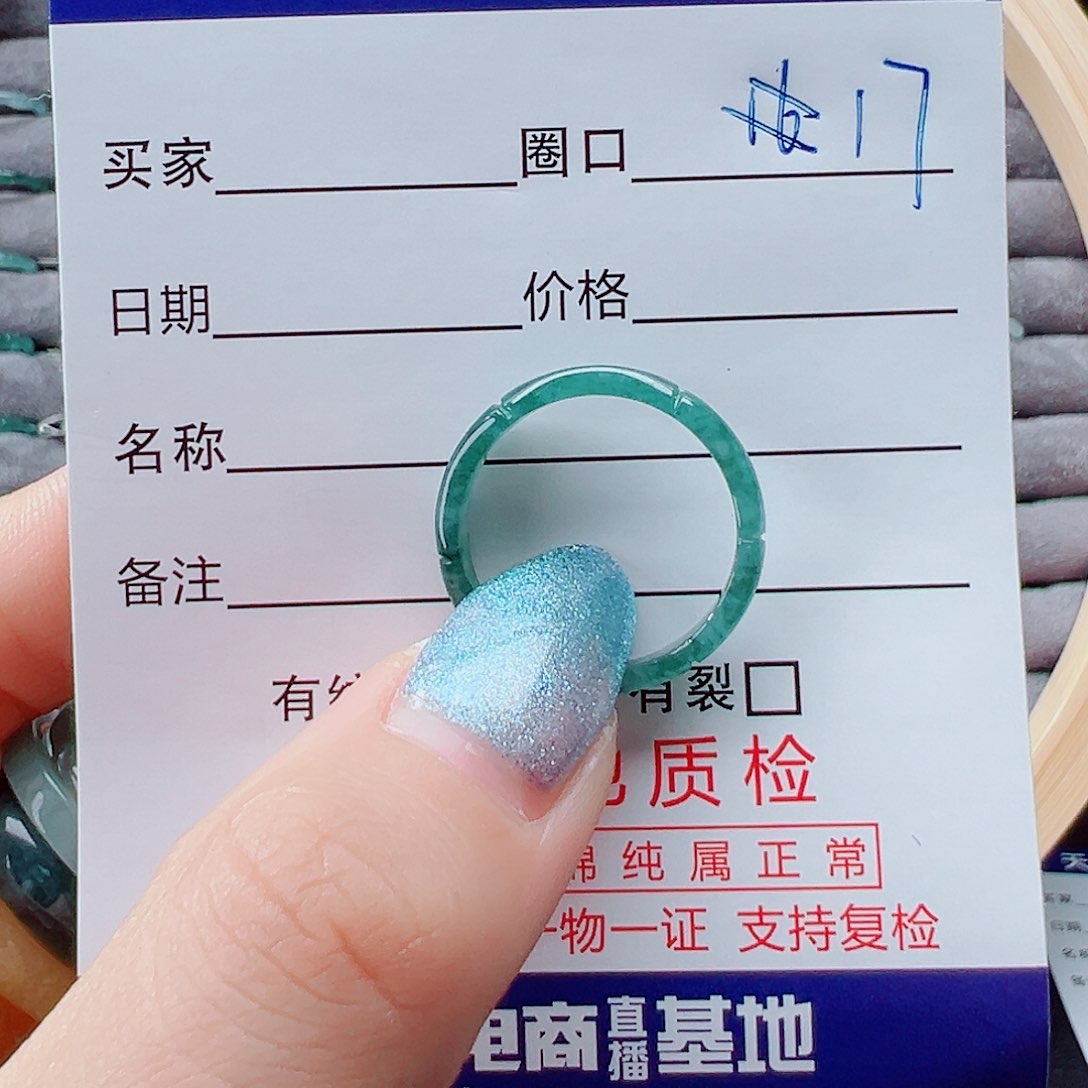 买家 圈口 17
日期 价格
名称
备注
有 有裂
质检
纯属正常
一物一证 支持复检
电商直播基地